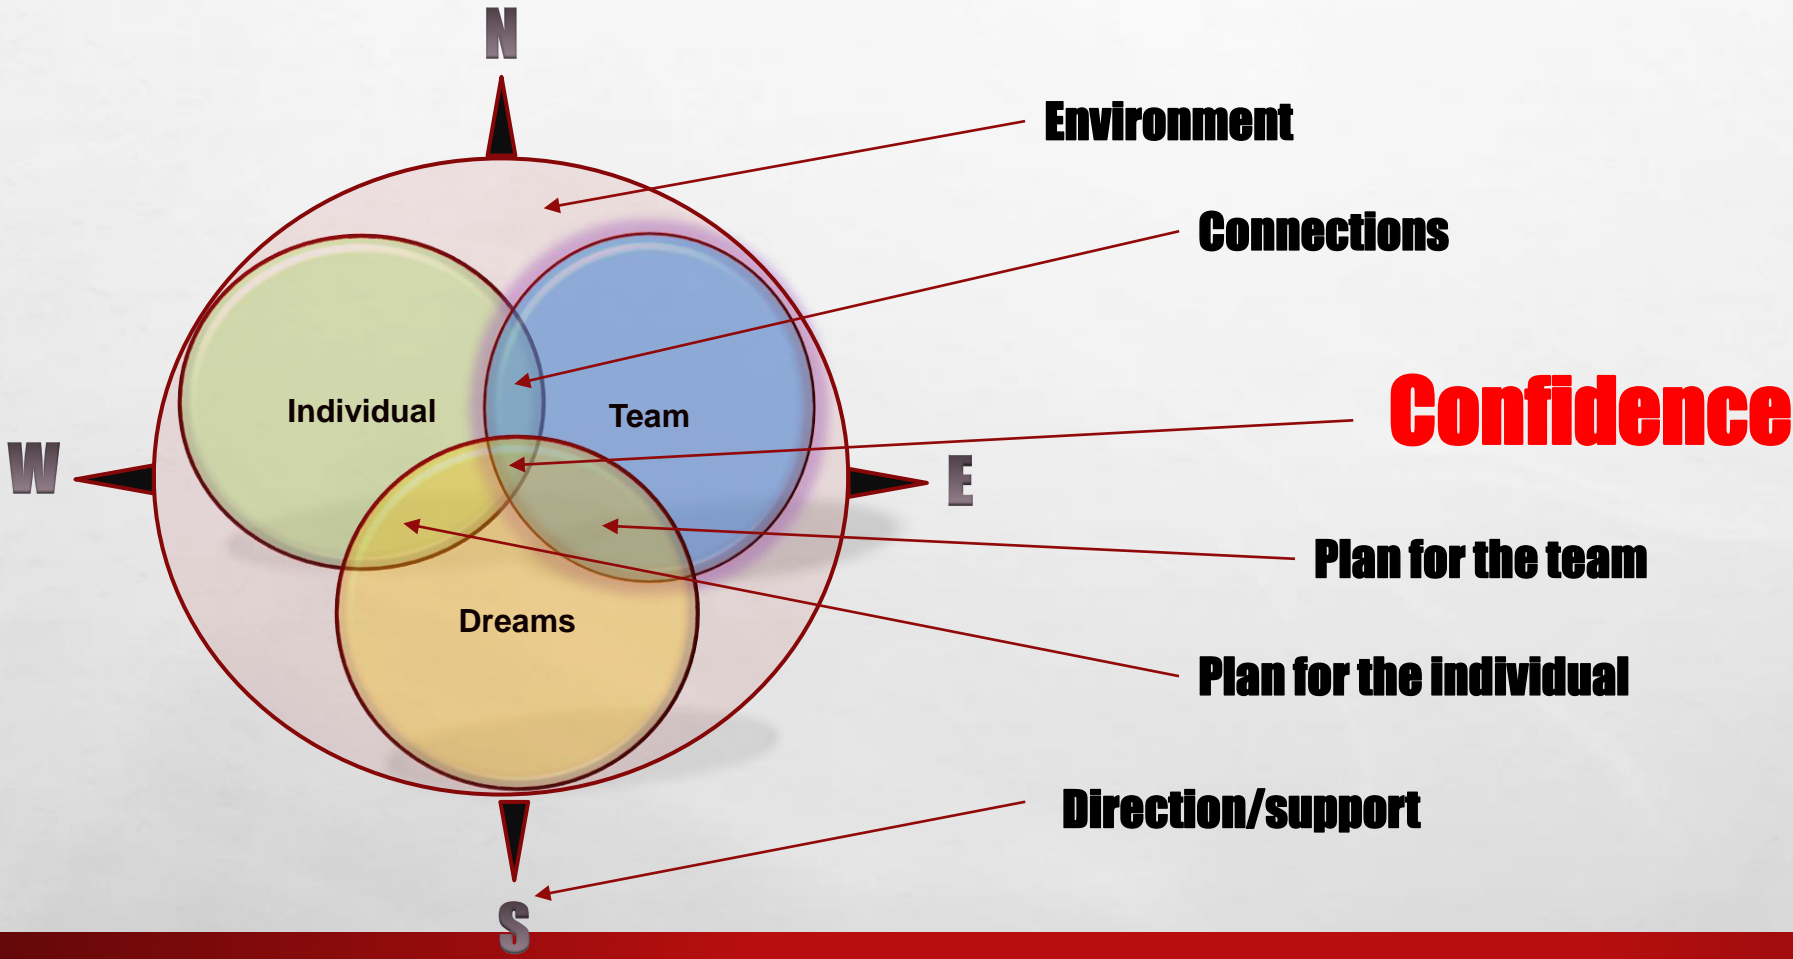 N
Environment
Connections
Individual
Team
Confidence
W
E
Plan for the team
Dreams
Plan for the individual
Direction/support
S